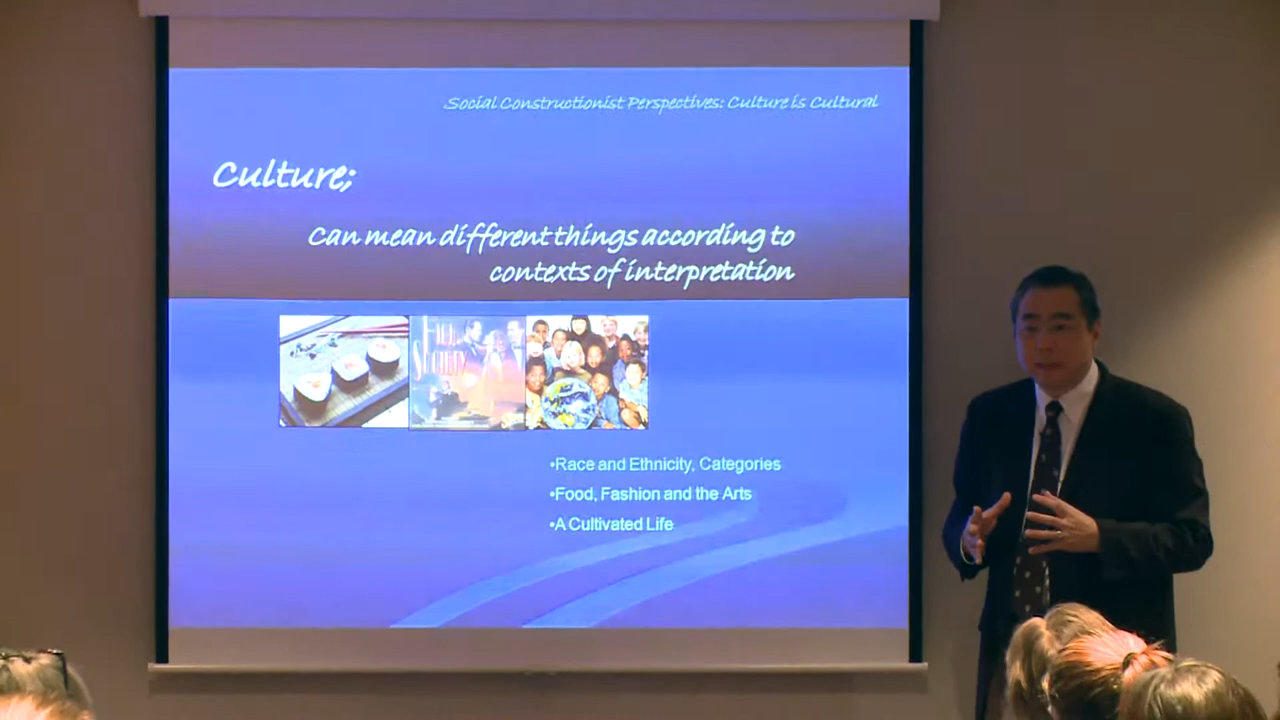 Social Constructionist Perspectives: Culture is Cultural
Culture;
can mean different things according to
contexts of interpretation
Society
•Race and Ethnicity, Categories
•Food, Fashion and the Arts
•A Cultivated Life